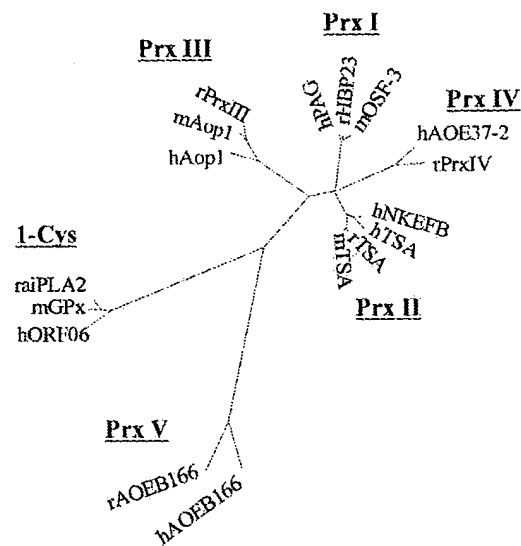 Prx I
Prx III
hPAG
rHBP23
mOSF-3
Prx IV
rPrxIII
mAop1
hAop1
hAOE37-2
rPrxIV
hNKEFB
hTSA
rTSA
mTSA
Prx II
1-Cys
raiPLA2
mGPx
hORF06
Prx V
rAOEB166
hAOEB166